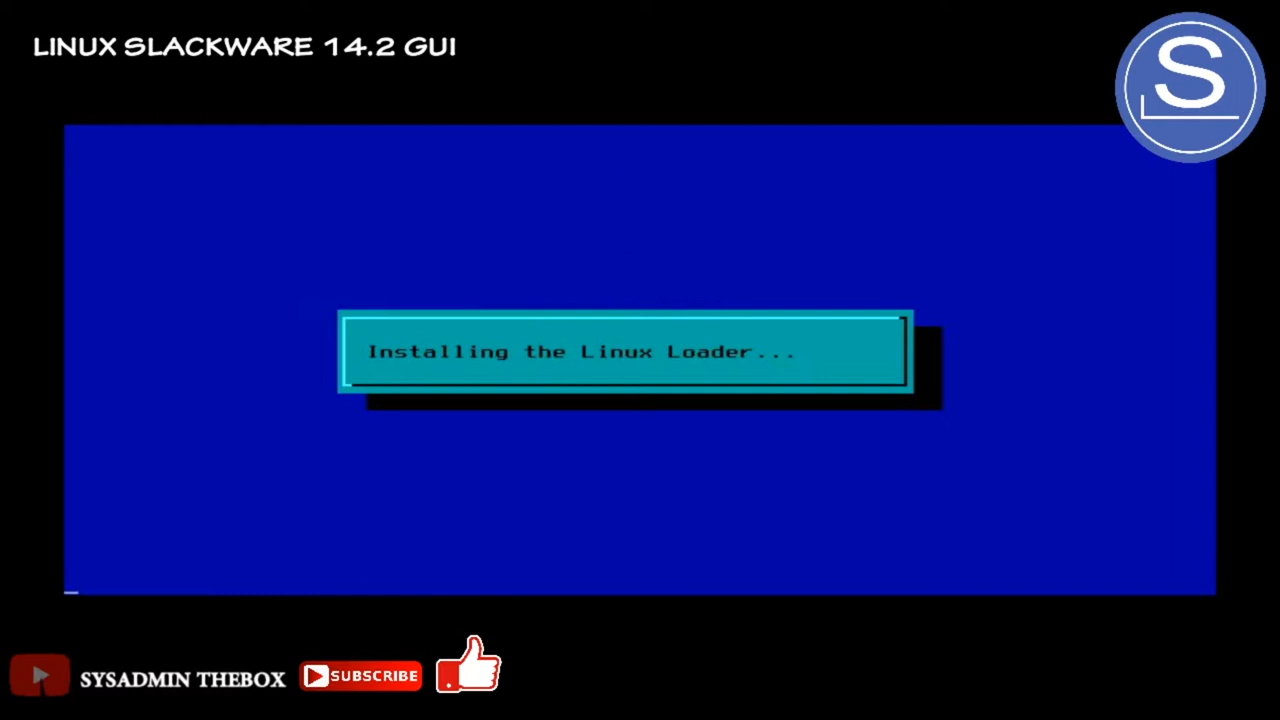 LINUX SLACKWARE 14.2 GUI
S
Installing the Linux Loader...
SYSADMIN THEBOX
SUBSCRIBE